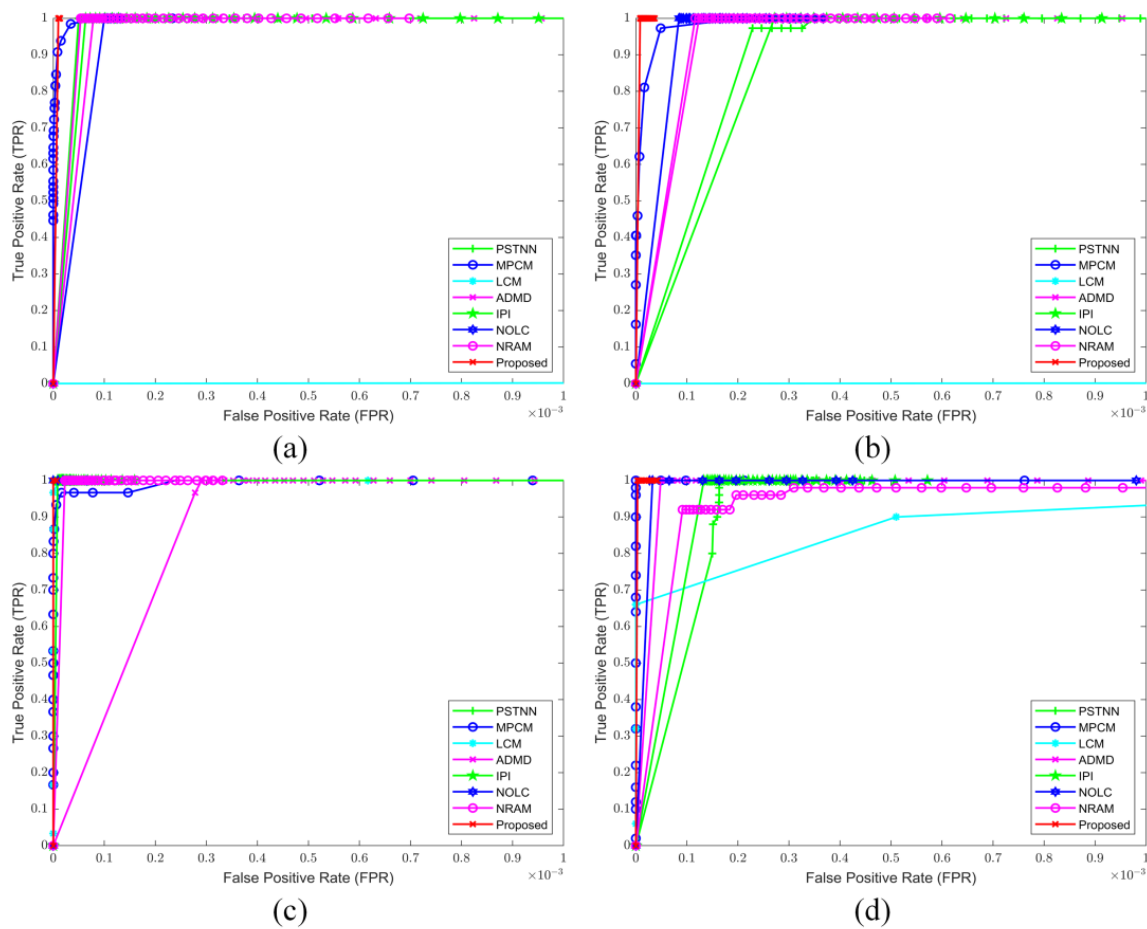 1
0.9
0.8
0.7
0.6
0.5
0.4
0.3
0.2
0.1
0
True Positive Rate (TPR)
PSTNN
MPCM
LCM
ADMD
IPI
NOLC
NRAM
Proposed
0 0.1 0.2 0.3 0.4 0.5 0.6 0.7 0.8 0.9 1
False Positive Rate (FPR)
×10⁻³
(a)
1
0.9
0.8
0.7
0.6
0.5
0.4
0.3
0.2
0.1
0
True Positive Rate (TPR)
PSTNN
MPCM
LCM
ADMD
IPI
NOLC
NRAM
Proposed
0 0.1 0.2 0.3 0.4 0.5 0.6 0.7 0.8 0.9 1
False Positive Rate (FPR)
×10⁻³
(b)
1
0.9
0.8
0.7
0.6
0.5
0.4
0.3
0.2
0.1
0
True Positive Rate (TPR)
PSTNN
MPCM
LCM
ADMD
IPI
NOLC
NRAM
Proposed
0 0.1 0.2 0.3 0.4 0.5 0.6 0.7 0.8 0.9 1
False Positive Rate (FPR)
×10⁻³
(c)
1
0.9
0.8
0.7
0.6
0.5
0.4
0.3
0.2
0.1
0
True Positive Rate (TPR)
PSTNN
MPCM
LCM
ADMD
IPI
NOLC
NRAM
Proposed
0 0.1 0.2 0.3 0.4 0.5 0.6 0.7 0.8 0.9 1
False Positive Rate (FPR)
×10⁻³
(d)